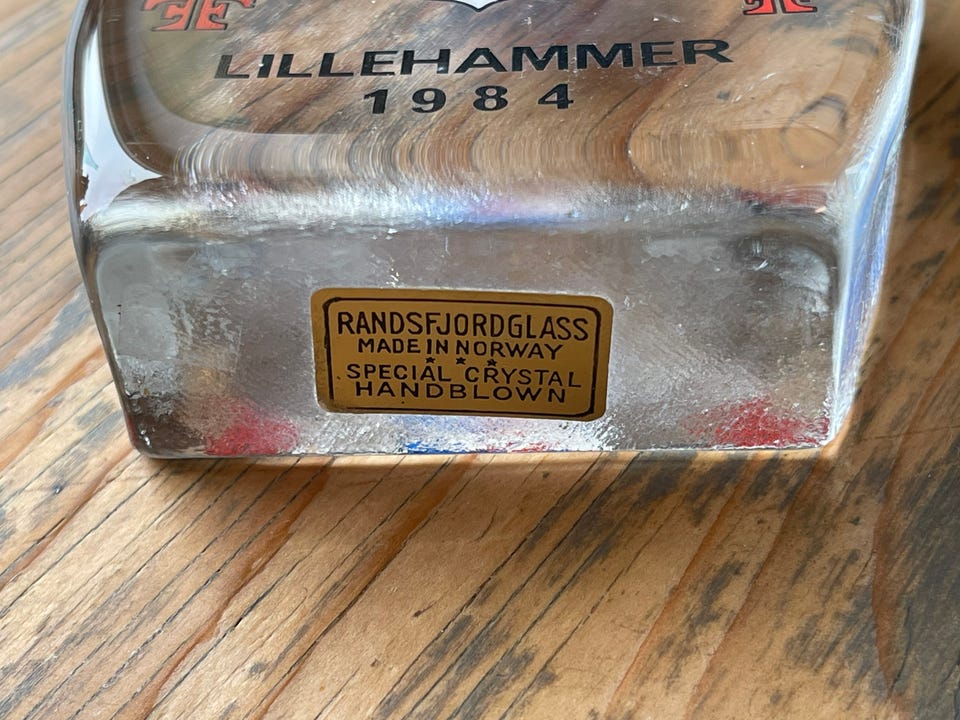 LILLEHAMMER
1984
RANDSFJORDGLASS
MADE IN NORWAY
SPECIAL CRYSTAL
HANDBLOWN